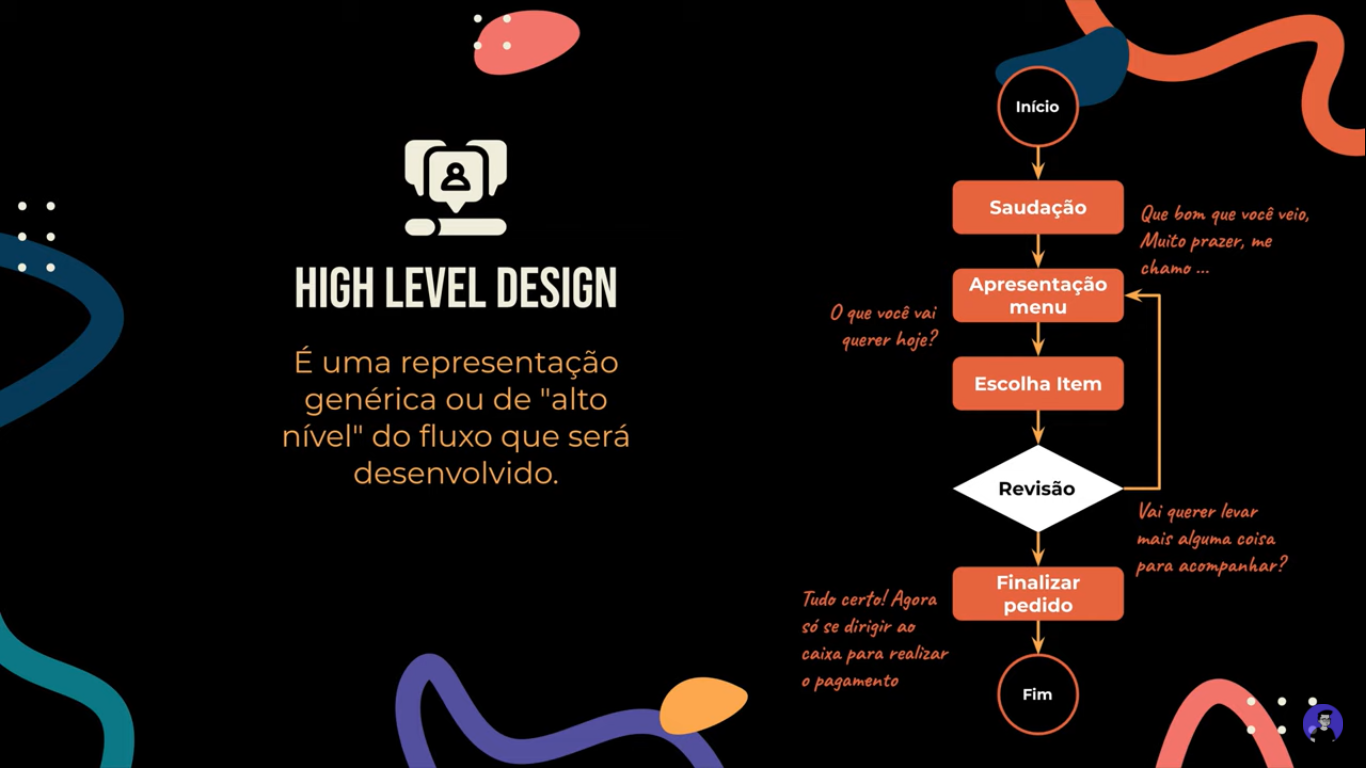 HIGH LEVEL DESIGN
É uma representação
genérica ou de "alto
nível" do fluxo que será
desenvolvido.
Início
Saudação
Que bom que você veio,
Muito prazer, me
chamo ...
Apresentação
menu
O que você vai
querer hoje?
Escolha Item
Revisão
Vai querer levar
mais alguma coisa
para acompanhar?
Finalizar
pedido
Tudo certo! Agora
só se dirigir ao
caixa para realizar
o pagamento
Fim